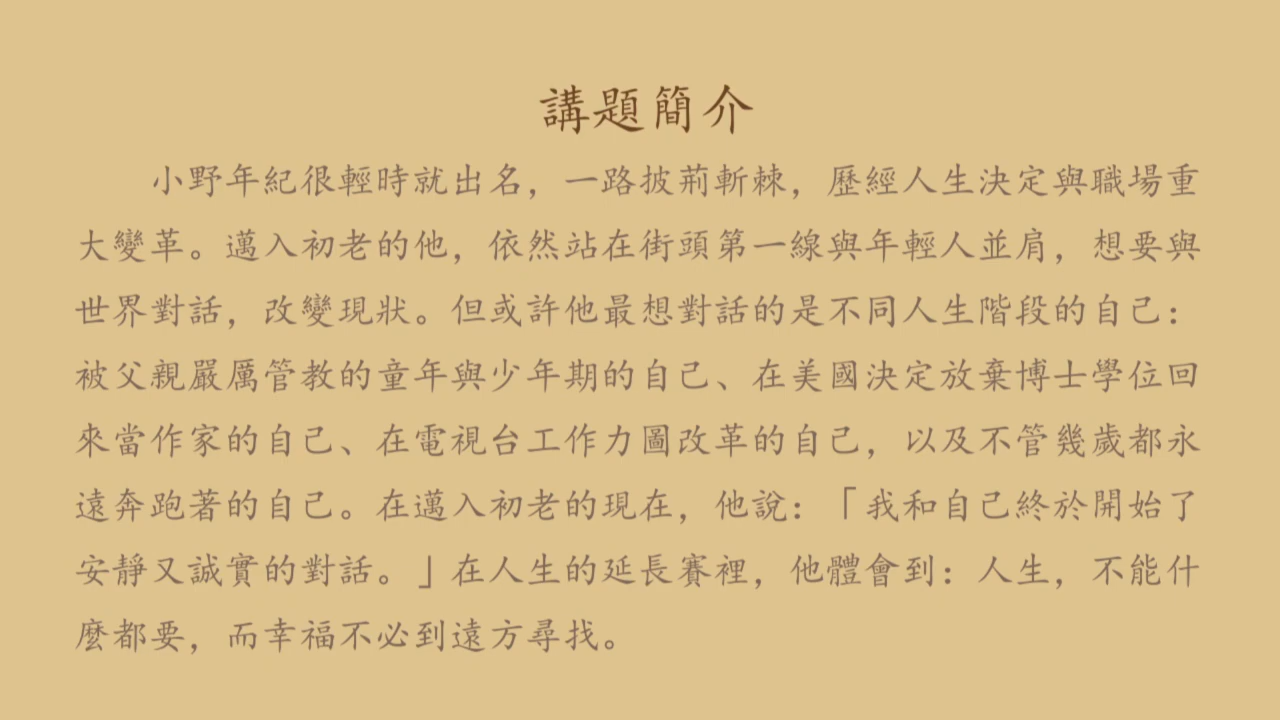 講題簡介
小野年紀很輕時就出名，一路披荊斬棘，歷經人生決定與職場重
大變革。邁入初老的他，依然站在街頭第一線與年輕人並肩，想要與
世界對話，改變現狀。但或許他最想對話的是不同人生階段的自己：
被父親嚴厲管教的童年與少年期的自己、在美國決定放棄博士學位回
來當作家的自己、在電視台工作力圖改革的自己，以及不管幾歲都永
遠奔跑著的自己。在邁入初老的現在，他說：「我和自己終於開始了
安靜又誠實的對話。」在人生的延長賽裡，他體會到：人生，不能什
麼都要，而幸福不必到遠方尋找。